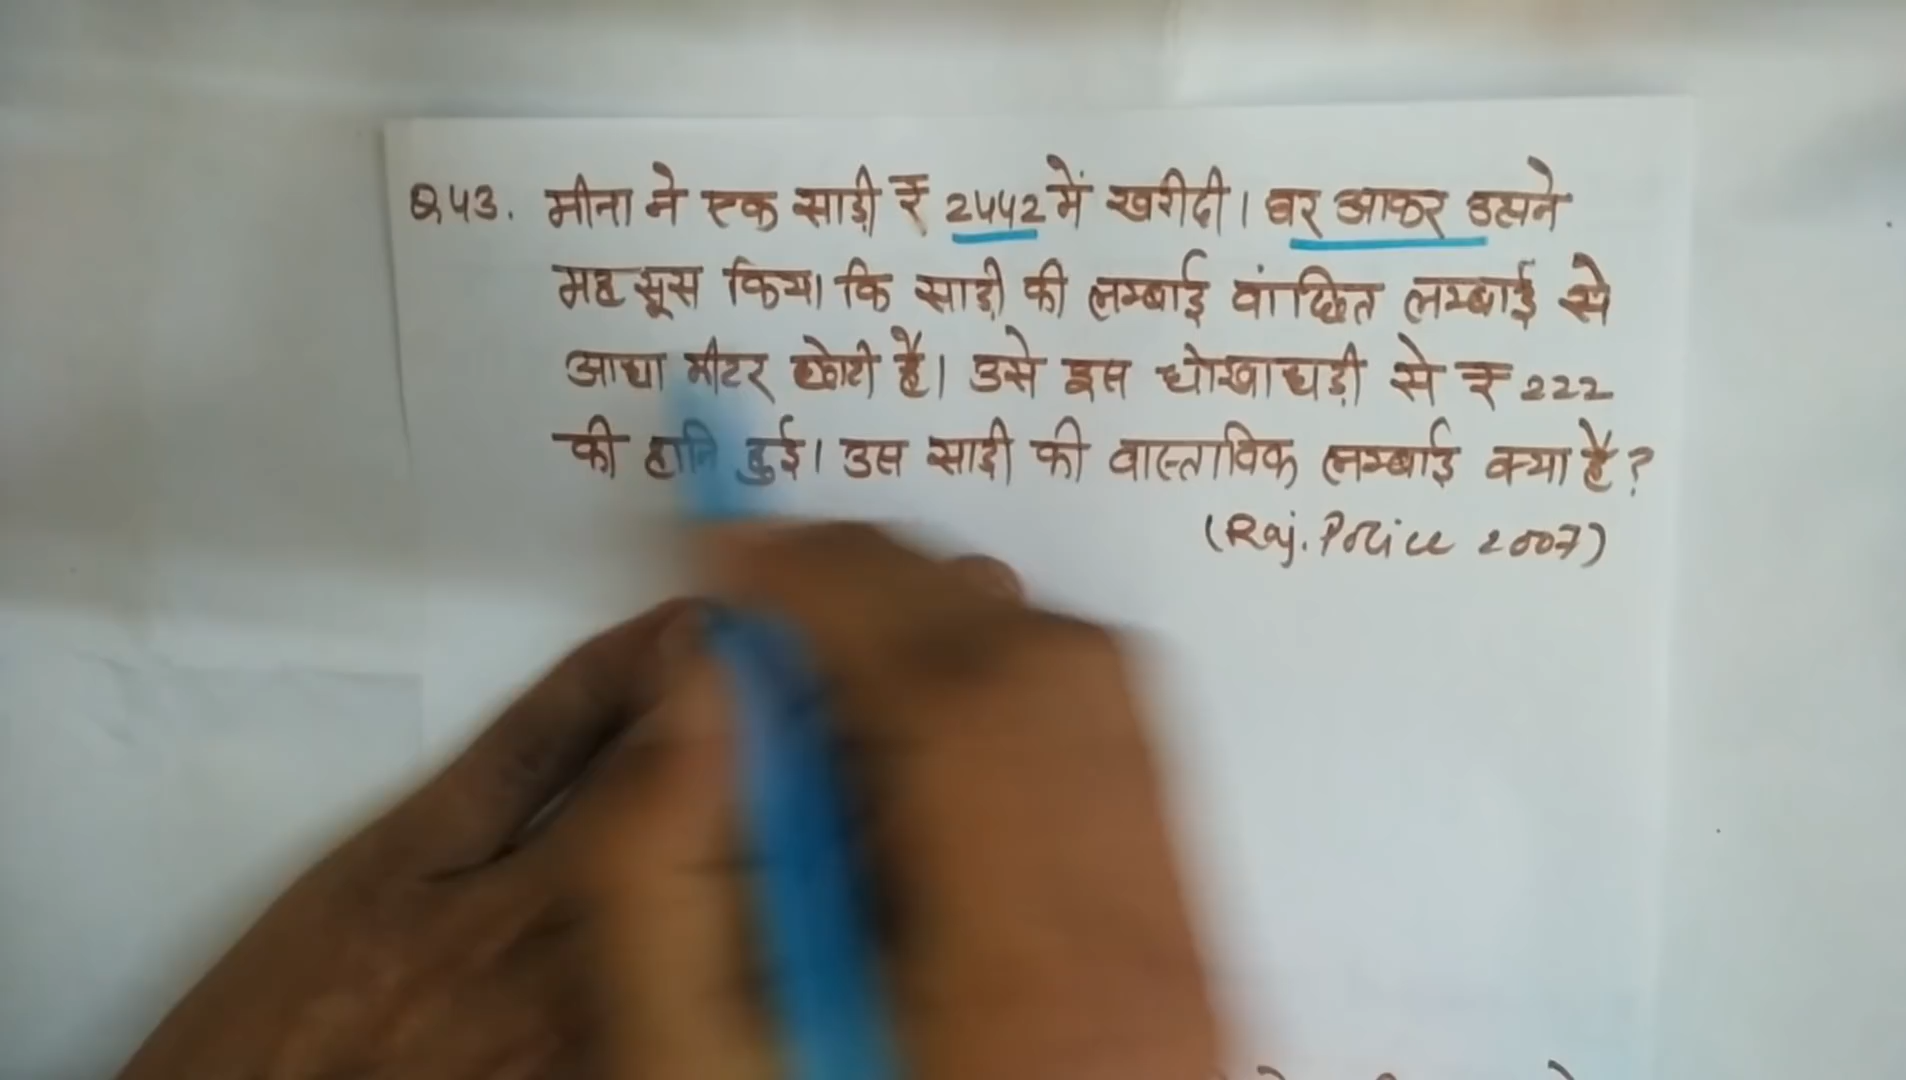 Q43. मीना ने एक साड़ी ₹ 2442 में खरीदी। घर आकर उसने
महसूस किया कि साड़ी की लम्बाई वांछित लम्बाई से
आधा मीटर छोटी है। उसे इस धोखाधड़ी से ₹ 222
की हानि हुई। उस साड़ी की वास्तविक लम्बाई क्या है?
(Raj. Police 2007)